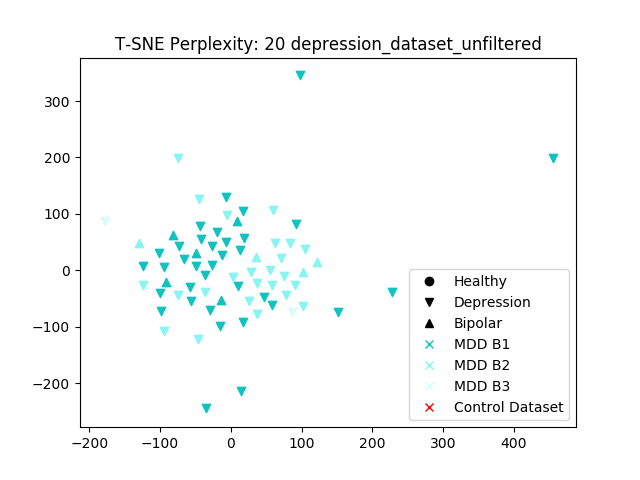 T-SNE Perplexity: 20 depression_dataset_unfiltered
300
200
100
0
−100
−200
−200
−100
0
100
200
300
400
Healthy
Depression
Bipolar
MDD B1
MDD B2
MDD B3
Control Dataset